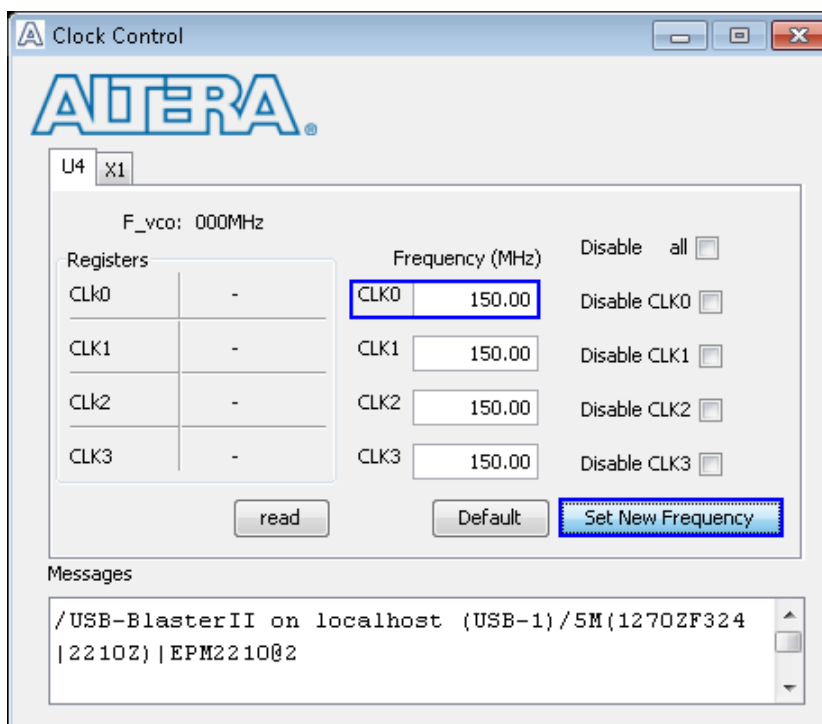 Clock Control
ALTERA®
U4 X1
F_vco: 000MHz
Registers Frequency (MHz) Disable all
CLk0 - CLK0 150.00 Disable CLK0
CLK1 - CLK1 150.00 Disable CLK1
CLk2 - CLK2 150.00 Disable CLK2
CLK3 - CLK3 150.00 Disable CLK3
read Default Set New Frequency
Messages
/USB-BlasterII on localhost (USB-1)/5M(1270ZF324
|2210Z)|EPM2210@2